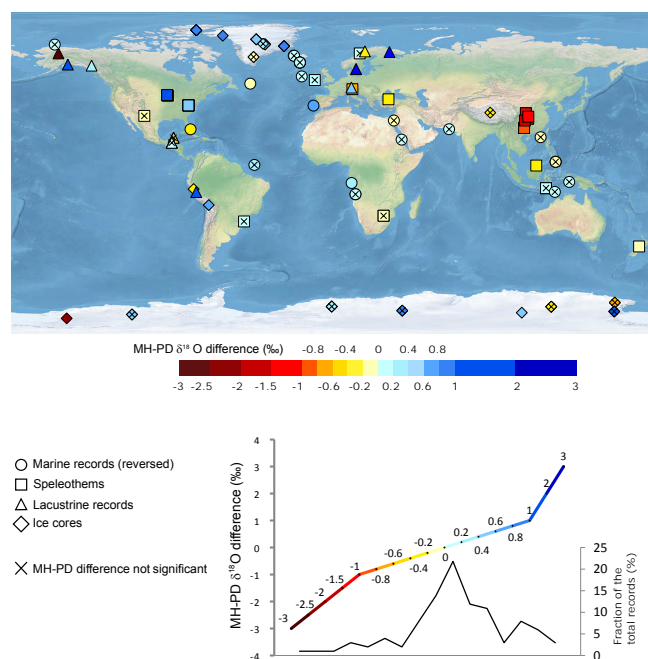 MH-PD δ¹⁸ O difference (‰)
-0.8 -0.4 0 0.4 0.8
-3 -2.5 -2 -1.5 -1 -0.6 -0.2 0.2 0.6 1 2 3
Marine records (reversed)
Speleothems
Lacustrine records
Ice cores
MH-PD difference not significant
MH-PD δ¹⁸O difference (‰)
4
3
2
1
0
-1
-2
-3
-4
-3
-2.5
-2
-1.5
-1
-0.8
-0.6
-0.4
-0.2
0
0.2
0.4
0.6
0.8
1
2
3
25
20
15
10
5
0
Fraction of the
total records (%)